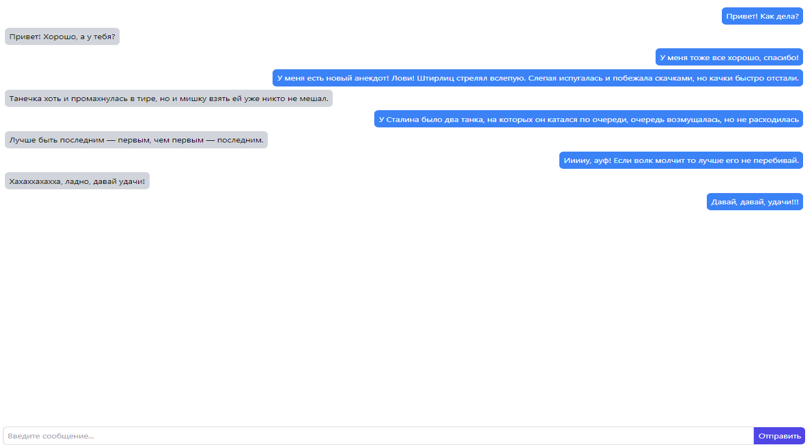 Привет! Как дела?
Привет! Хорошо, а у тебя?
У меня тоже все хорошо, спасибо!
У меня есть новый анекдот! Лови! Штирлиц стрелял вслепую. Слепая испугалась и побежала скачками, но качки быстро отстали.
Танечка хоть и промахнулась в тире, но и мишку взять ей уже никто не мешал.
У Сталина было два танка, на которых он катался по очереди, очередь возмущалась, но не расходилась
Лучше быть последним — первым, чем первым — последним.
Ииииу, ауф! Если волк молчит то лучше его не перебивай.
Хахаххахахха, ладно, давай удачи!
Давай, давай, удачи!!!
Введите сообщение...
Отправить